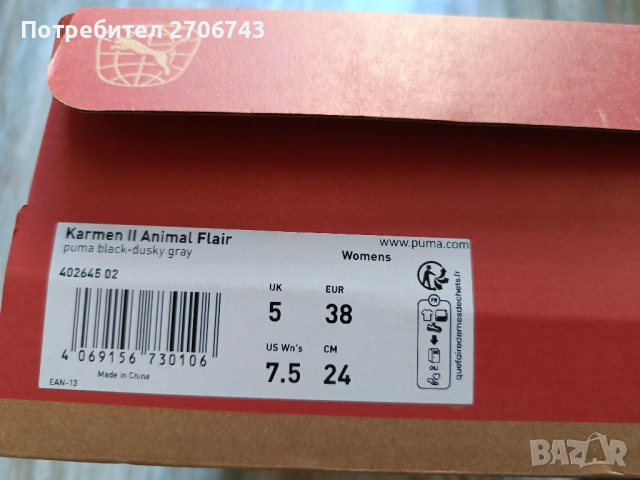 Потребител 2706743
Karmen II Animal Flair
puma black-dusky gray
www.puma.com
402645 02
Womens
UK EUR
5 38
US Wn's CM
7.5 24
4 069156 730106
Made in China
EAN-13
quefairedemesdechets.fr
BAZAR